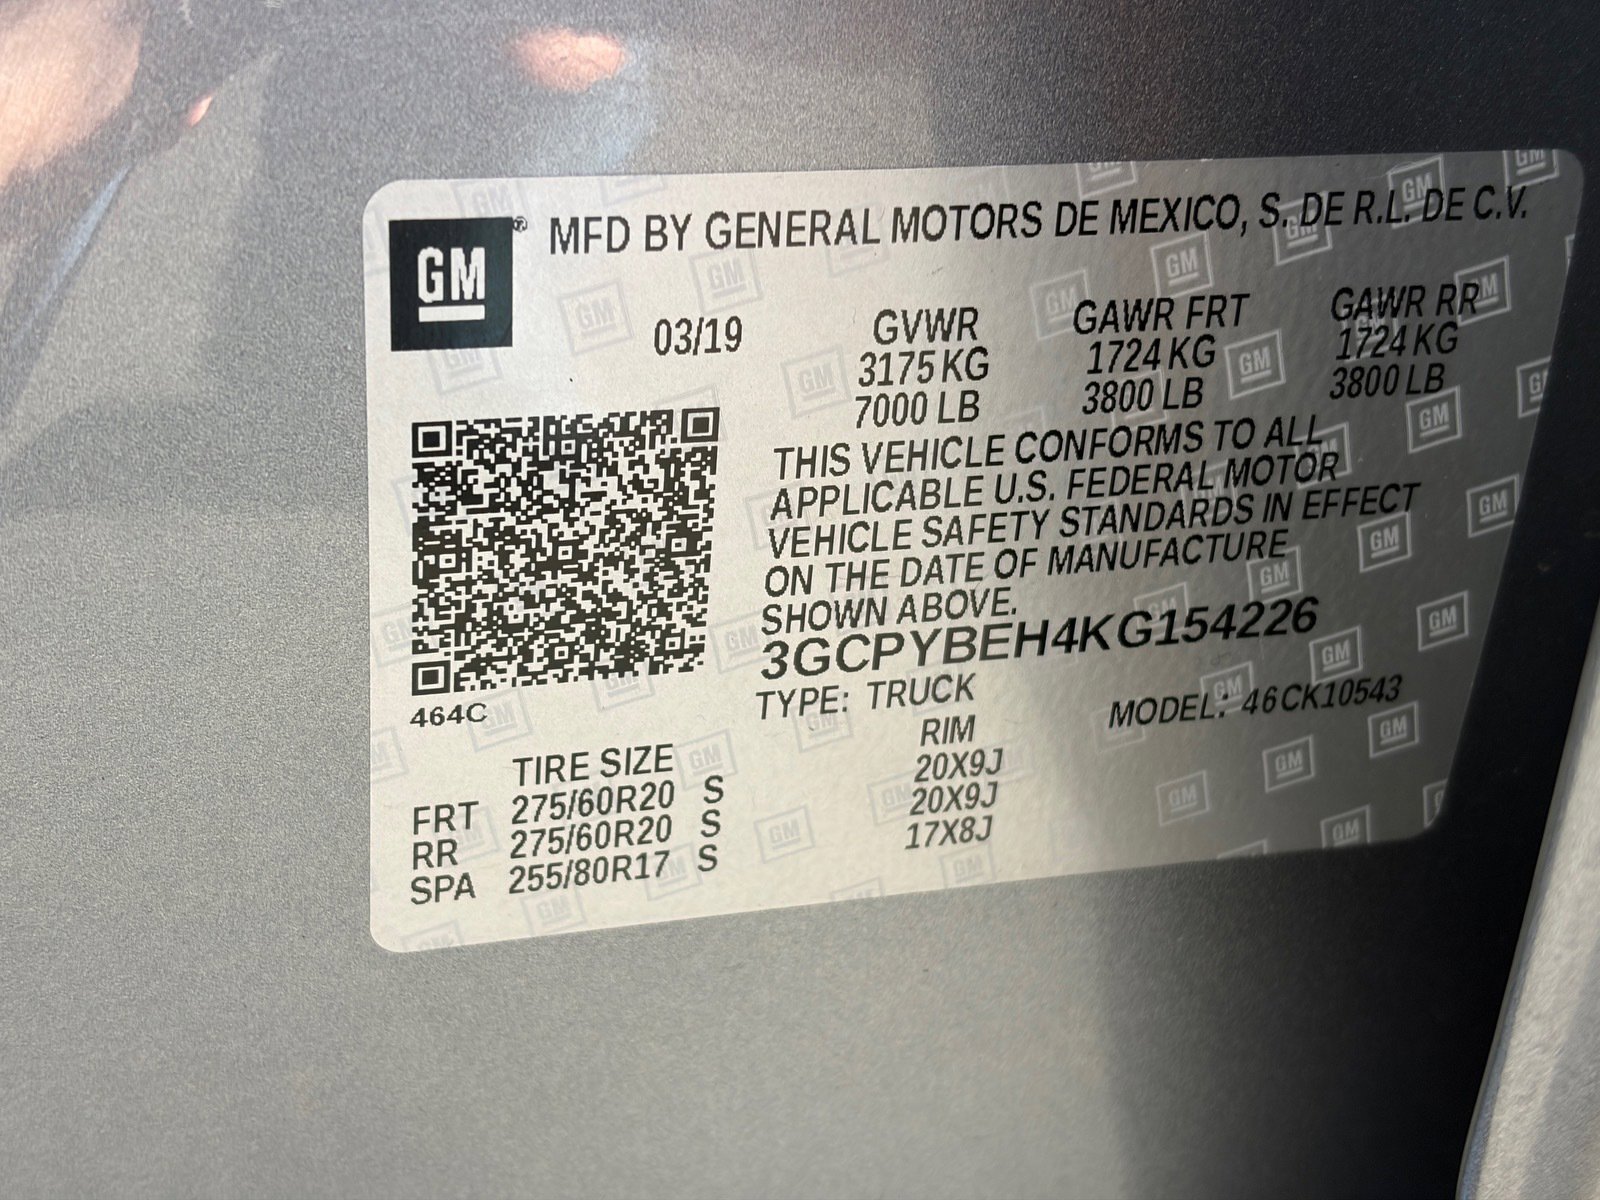 GM® MFD BY GENERAL MOTORS DE MEXICO, S. DE R.L. DE C.V.
03/19 GVWR GAWR FRT GAWR RR
3175 KG 1724 KG 1724 KG
7000 LB 3800 LB 3800 LB
THIS VEHICLE CONFORMS TO ALL
APPLICABLE U.S. FEDERAL MOTOR
VEHICLE SAFETY STANDARDS IN EFFECT
ON THE DATE OF MANUFACTURE
SHOWN ABOVE.
3GCPYBEH4KG154226
TYPE: TRUCK MODEL: 46CK10543
464C
TIRE SIZE RIM
FRT 275/60R20 S 20X9J
RR 275/60R20 S 20X9J
SPA 255/80R17 S 17X8J